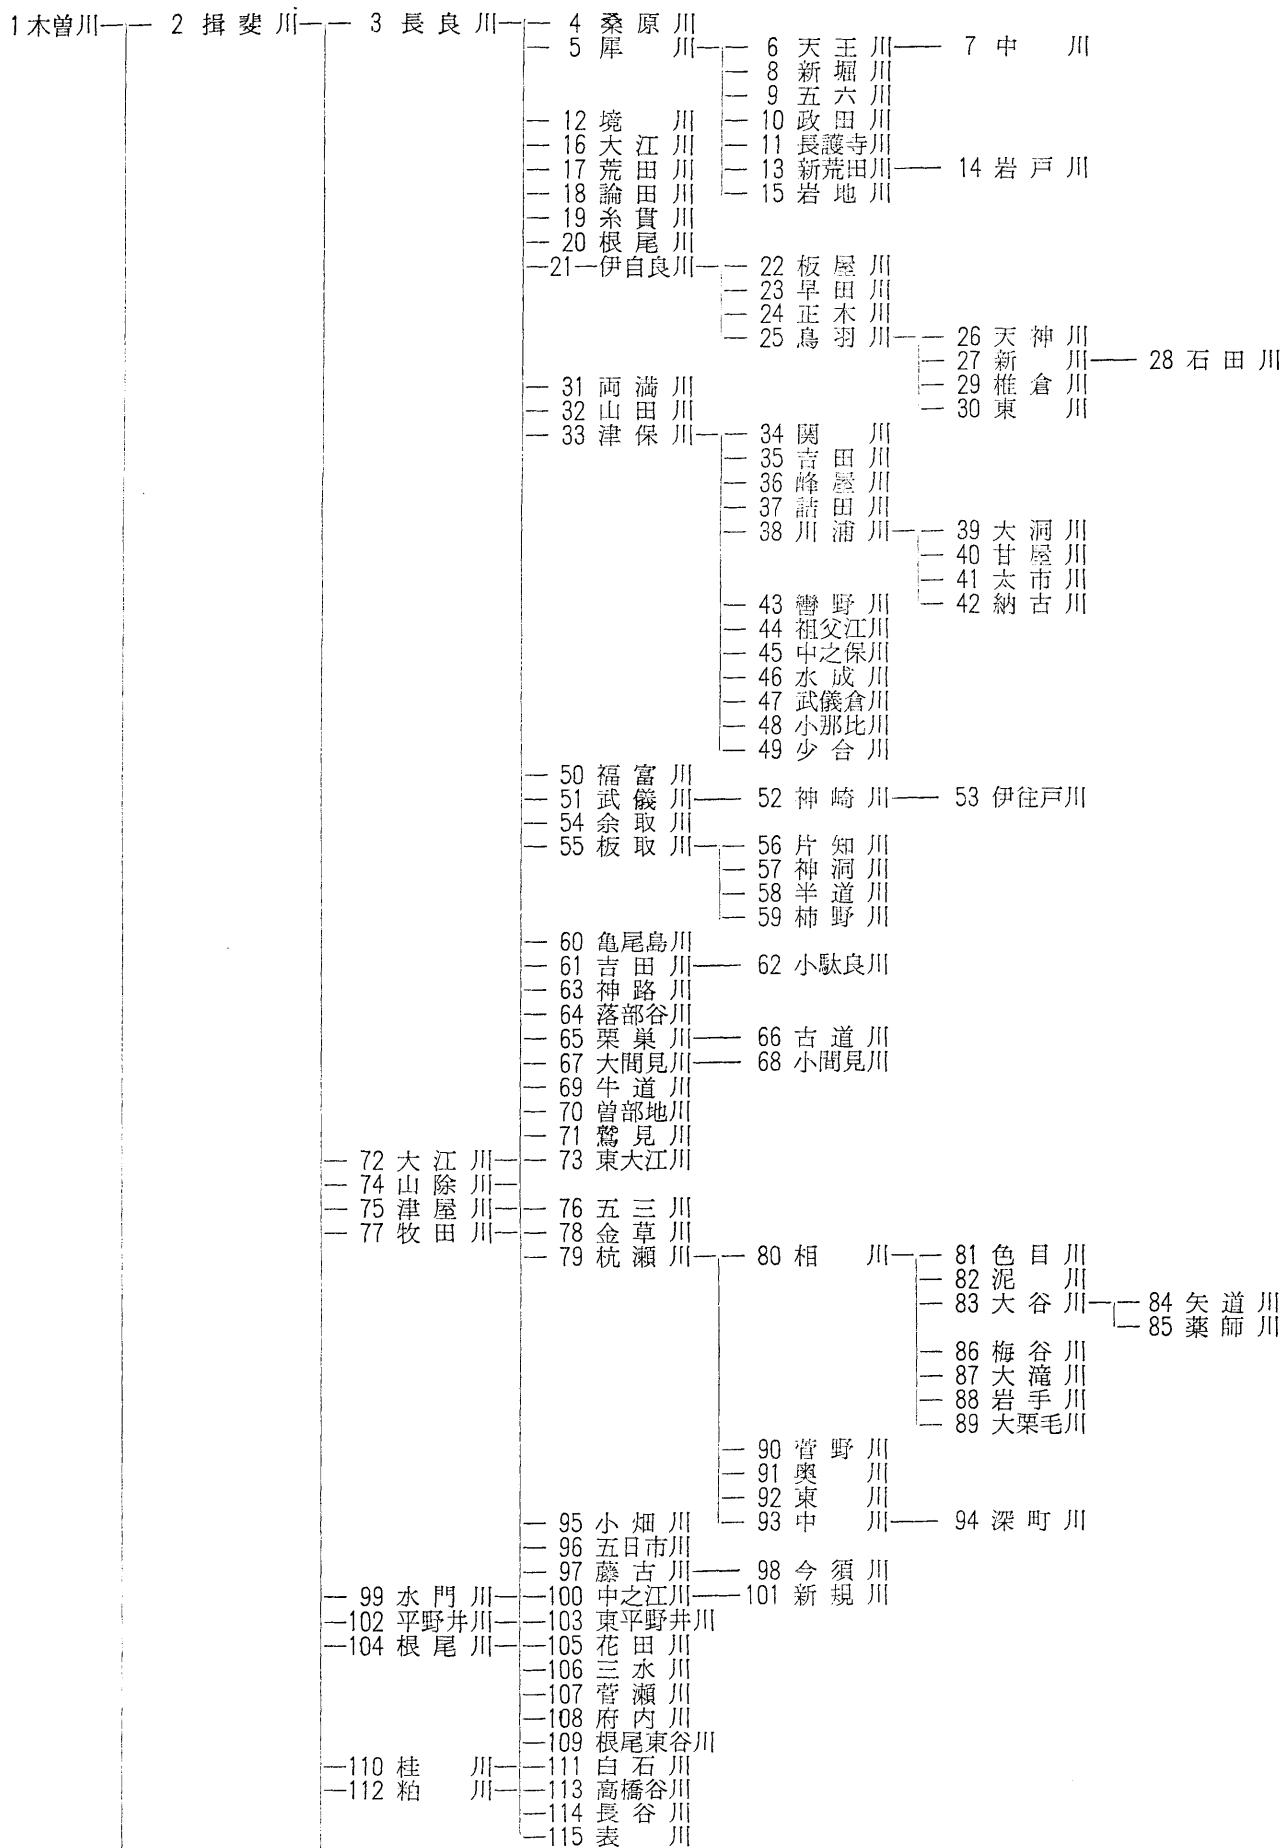 1 木曽川 2 揖斐川 3 長良川 4 桑原川
5 犀川 6 天王川 7 中川
8 新堀川
9 五六川
12 境川 10 政田川
16 大江川 11 長護寺川
17 荒田川 13 新荒田川 14 岩戸川
18 論田川 15 岩地川
19 糸貫川
20 根尾川
21 伊自良川 22 板屋川
23 早田川
24 正木川
25 鳥羽川 26 天神川
27 新川 28 石田川
31 両満川 29 椎倉川
32 山田川 30 東川
33 津保川 34 関川
35 吉田川
36 蜂屋川
37 詰田川
38 川浦川 39 大洞川
40 甘屋川
41 太市川
43 轡野川 42 納古川
44 祖父江川
45 中之保川
46 水成川
47 武儀倉川
48 小那比川
49 少合川
50 福富川
51 武儀川 52 神崎川 53 伊往戸川
54 余取川
55 板取川 56 片知川
57 神洞川
58 半道川
59 柿野川
60 亀尾島川
61 吉田川 62 小駄良川
63 神路川
64 落部谷川
65 栗巣川 66 古道川
67 大間見川 68 小間見川
69 牛道川
70 曽部地川
71 鷲見川
72 大江川 73 東大江川
74 山除川
75 津屋川 76 五三川
77 牧田川 78 金草川
79 杭瀬川 80 相川 81 色目川
82 泥川
83 大谷川 84 矢道川
85 薬師川
86 梅谷川
87 大滝川
88 岩手川
89 大栗毛川
90 菅野川
91 奥川
92 東川
95 小畑川 93 中川 94 深町川
96 五日市川
97 藤古川 98 今須川
99 水門川 100 中之江川 101 新規川
102 平野井川 103 東平野井川
104 根尾川 105 花田川
106 三水川
107 管瀬川
108 府内川
109 根尾東谷川
110 桂川 111 白石川
112 粕川 113 高橋谷川
114 長谷川
115 表川